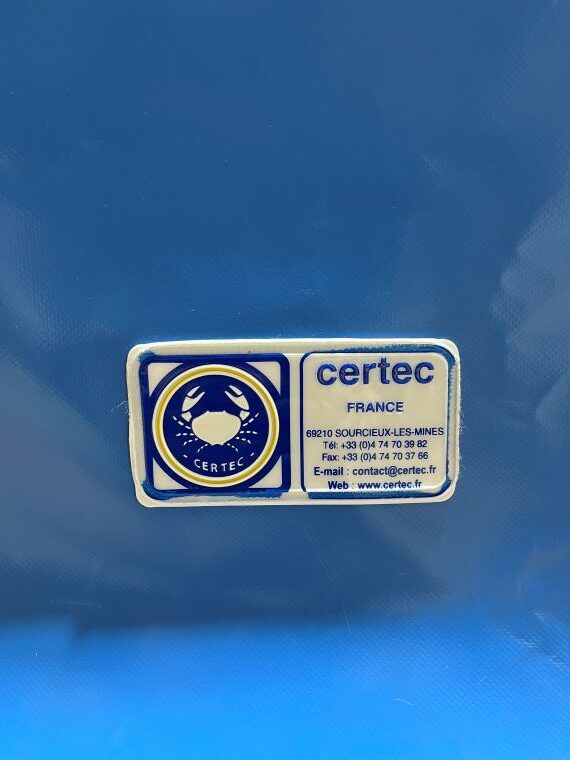 CERTEC
certec
FRANCE
69210 SOURCIEUX-LES-MINES
Tél: +33 (0)4 74 70 39 82
Fax: +33 (0)4 74 70 37 66
E-mail : contact@certec.fr
Web : www.certec.fr